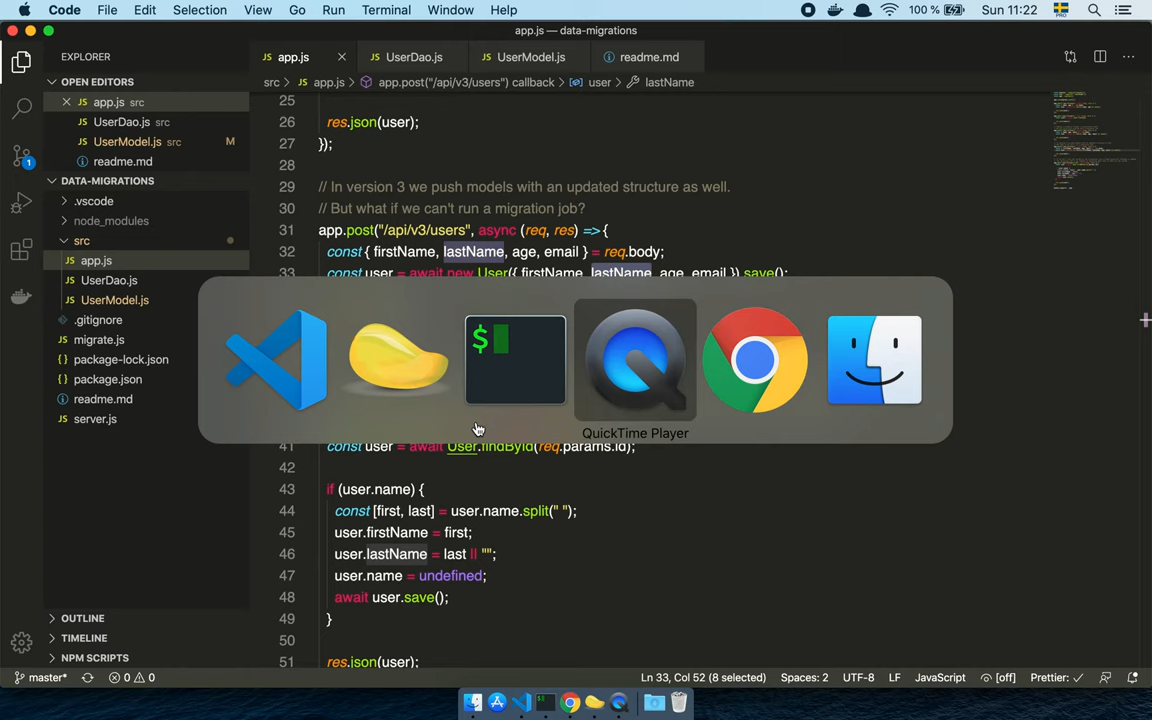 Code File Edit Selection View Go Run Terminal Window Help 100 % Sun 11:22
PRO
app.js — data-migrations
EXPLORER
JS app.js
JS UserDao.js
JS UserModel.js
readme.md
src > JS app.js > app.post("/api/v3/users") callback > user > lastName
OPEN EDITORS
JS app.js src
JS UserDao.js src
JS UserModel.js src M
readme.md
DATA-MIGRATIONS
.vscode
node_modules
src
JS app.js
JS UserDao.js
JS UserModel.js
.gitignore
JS migrate.js
{ } package-lock.json
{ } package.json
readme.md
JS server.js
OUTLINE
TIMELINE
NPM SCRIPTS
1
25
26 res.json(user);
27 });
28
29 // In version 3 we push models with an updated structure as well.
30 // But what if we can't run a migration job?
31 app.post("/api/v3/users", async (req, res) => {
32 const { firstName, lastName, age, email } = req.body;
33 const user = await new User({ firstName, lastName, age, email }).save();
$
QuickTime Player
41 const user = await User.findById(req.params.id);
42
43 if (user.name) {
44 const [first, last] = user.name.split(" ");
45 user.firstName = first;
46 user.lastName = last || "";
47 user.name = undefined;
48 await user.save();
49 }
50
51 res.json(user);
master* 0 0 Ln 33, Col 52 (8 selected) Spaces: 2 UTF-8 LF JavaScript [off] Prettier: ✓